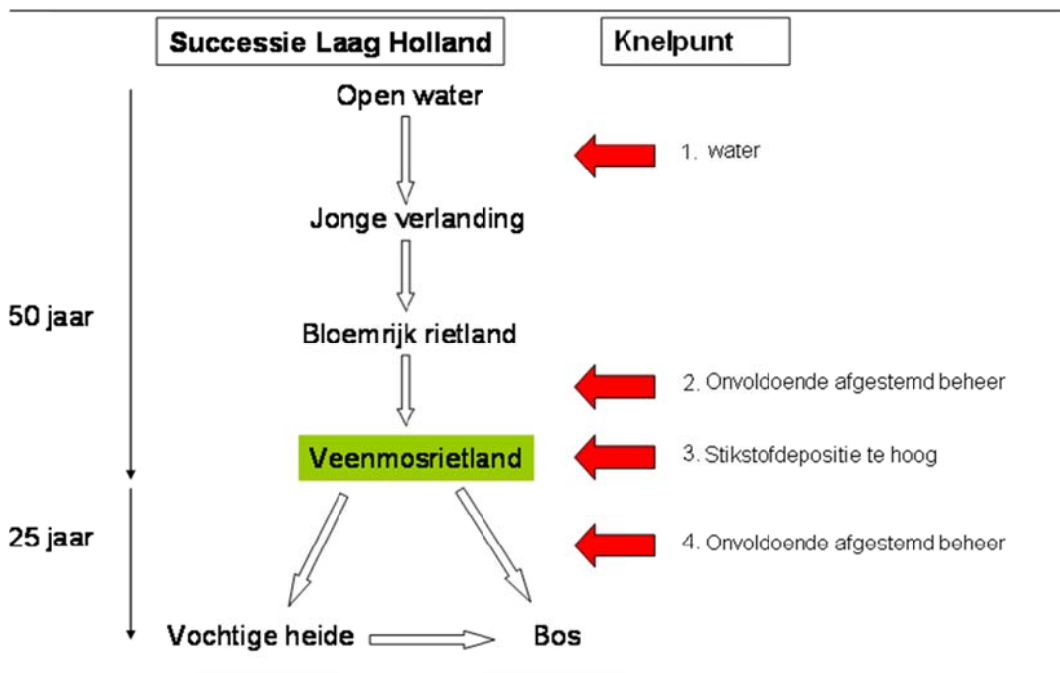 Successie Laag Holland
Knelpunt
Open water
1. water
Jonge verlanding
50 jaar
Bloemrijk rietland
2. Onvoldoende afgestemd beheer
Veenmosrietland
3. Stikstofdepositie te hoog
25 jaar
4. Onvoldoende afgestemd beheer
Vochtige heide
Bos